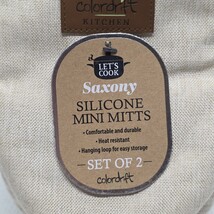 colordrift
KITCHEN
LET'S
COOK
Saxony
SILICONE
MINI MITTS
• Comfortable and durable
• Heat resistant
• Hanging loop for easy storage
SET OF 2
colordrift